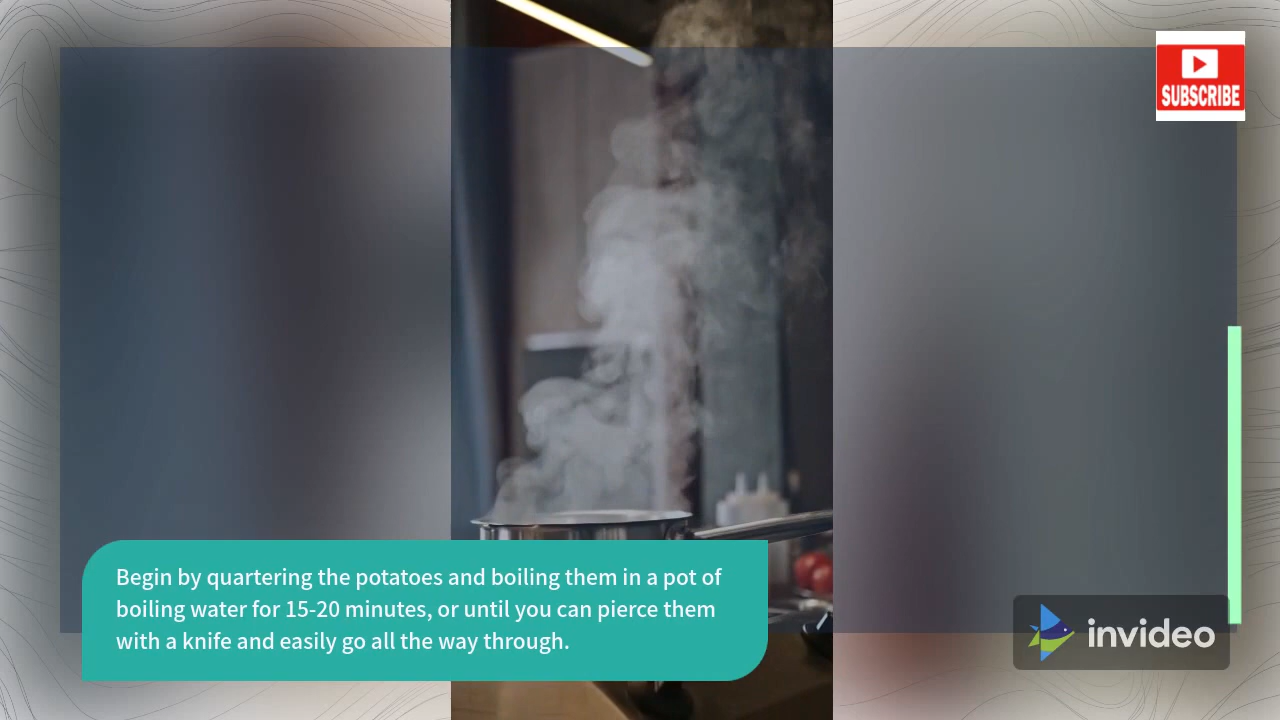 SUBSCRIBE
Begin by quartering the potatoes and boiling them in a pot of
boiling water for 15-20 minutes, or until you can pierce them
with a knife and easily go all the way through.
invideo